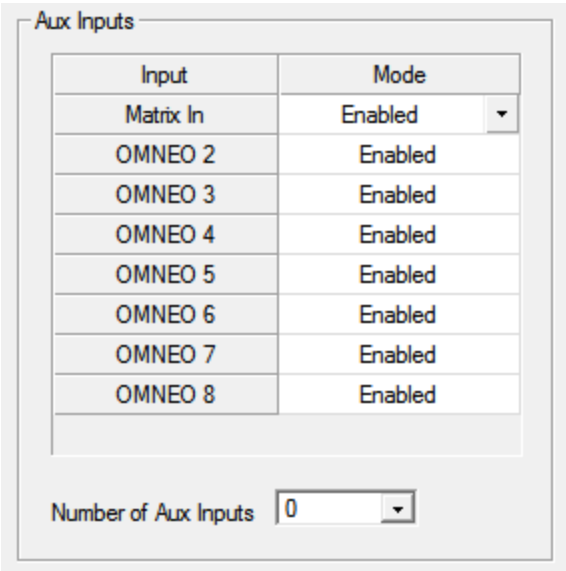 Aux Inputs
Input Mode
Matrix In Enabled
OMNEO 2 Enabled
OMNEO 3 Enabled
OMNEO 4 Enabled
OMNEO 5 Enabled
OMNEO 6 Enabled
OMNEO 7 Enabled
OMNEO 8 Enabled
Number of Aux Inputs 0